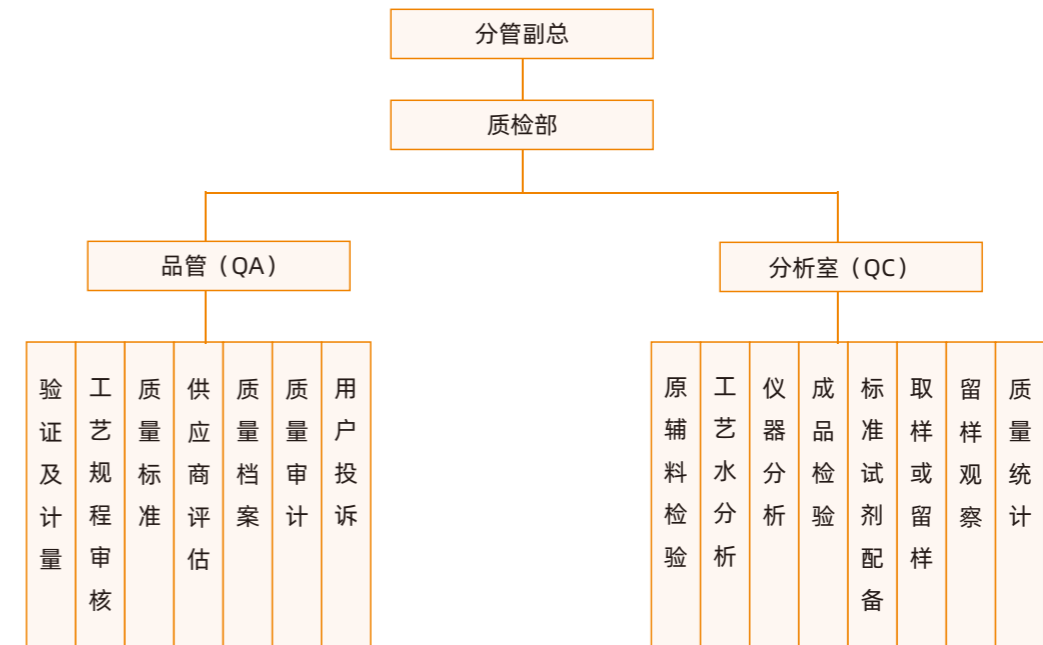 分管副总
质检部
品管（QA）
分析室（QC）
验证及计量
工艺规程审核
质量标准
供应商评估
质量档案
质量审计
用户投诉
原辅料检验
工艺水分析
仪器分析
成品检验
标准试剂配备
取样或留样
留样观察
质量统计